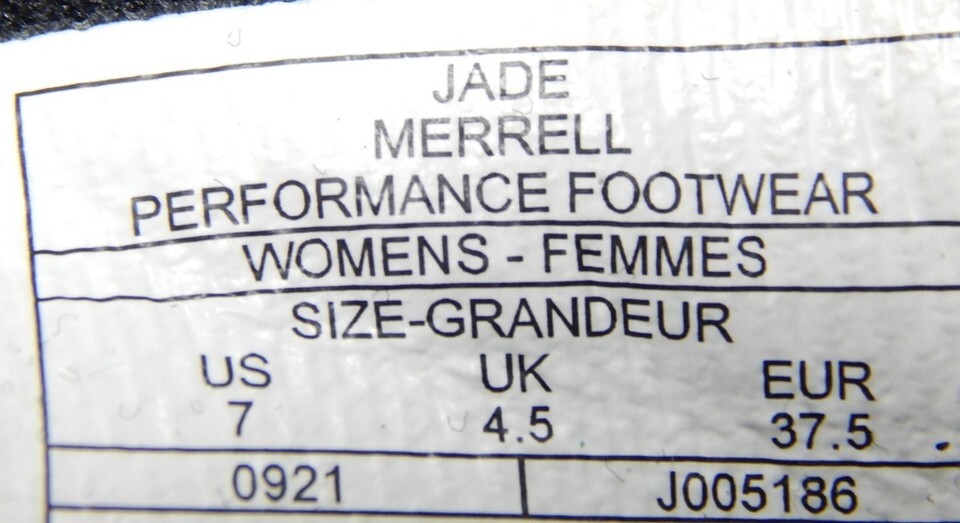 JADE
MERRELL
PERFORMANCE FOOTWEAR
WOMENS - FEMMES
SIZE-GRANDEUR
US UK EUR
7 4.5 37.5
0921 J005186